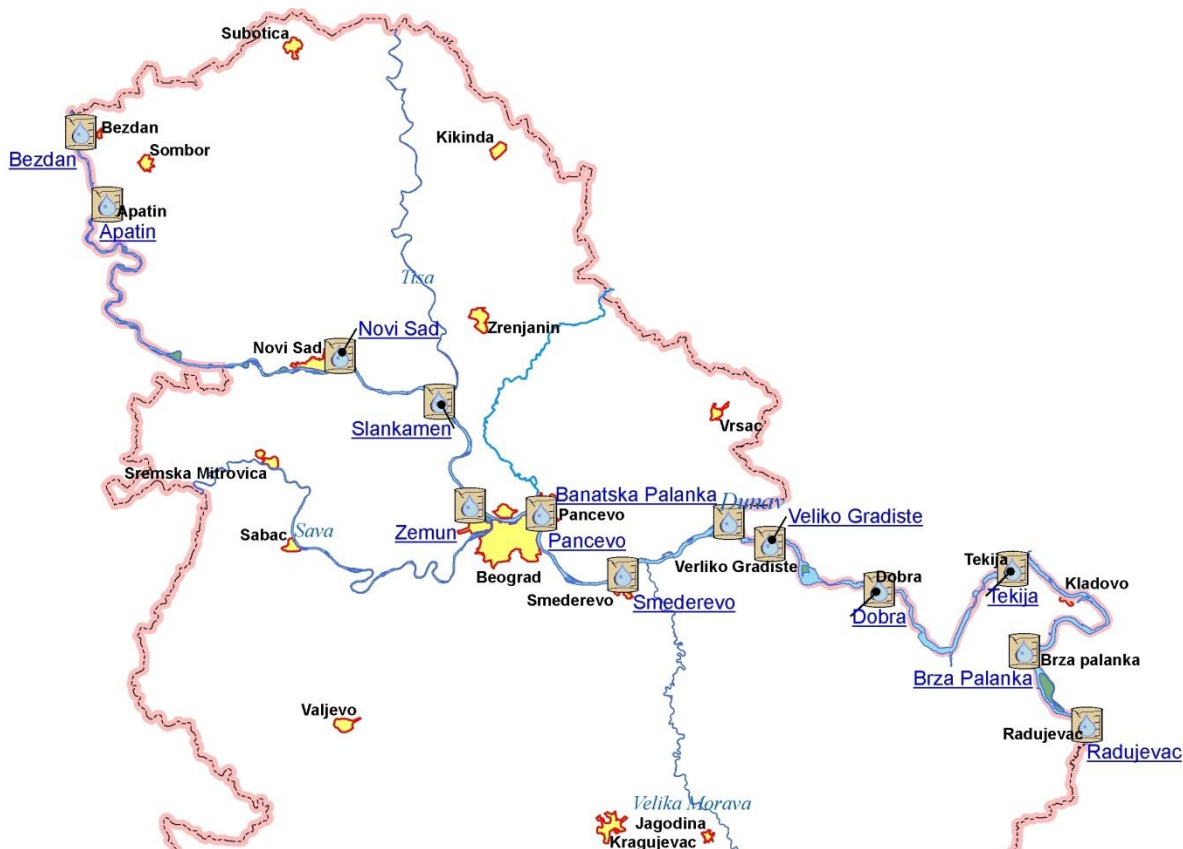 Subotica
Bezdan
Kikinda
Sombor
Bezdan
Apatin
Apatin
Tisa
Zrenjanin
Novi Sad
Novi Sad
Slankamen
Vrsac
Sremska Mitrovica
Banatska Palanka
Dunav
Pancevo
Veliko Gradiste
Zemun
Sabac
Sava
Pancevo
Beograd
Verliko Gradiste
Tekija
Dobra
Kladovo
Smederevo
Smederevo
Tekija
Dobra
Brza palanka
Brza Palanka
Valjevo
Radujevac
Radujevac
Velika Morava
Jagodina
Kragujevac